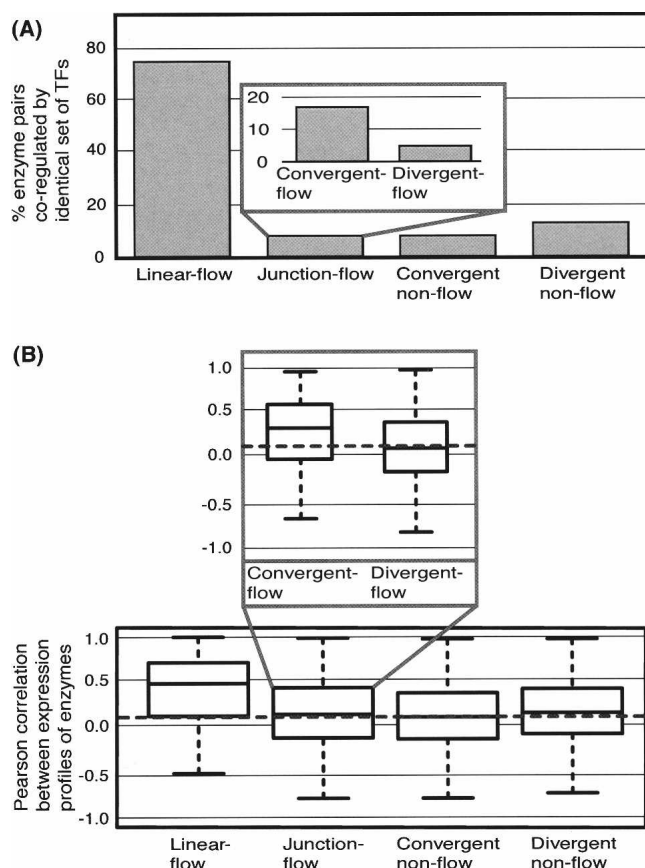 (A)
% enzyme pairs
co-regulated by
identical set of TFs
80
60
40
20
0
20
10
0
Convergent- Divergent-
flow flow
Linear-flow Junction-flow Convergent Divergent
non-flow non-flow
(B)
1.0
0.5
0.0
-0.5
-1.0
Convergent- Divergent-
flow flow
Pearson correlation
between expression
profiles of enzymes
1.0
0.5
0.0
-0.5
-1.0
Linear- Junction- Convergent Divergent
flow flow non-flow non-flow